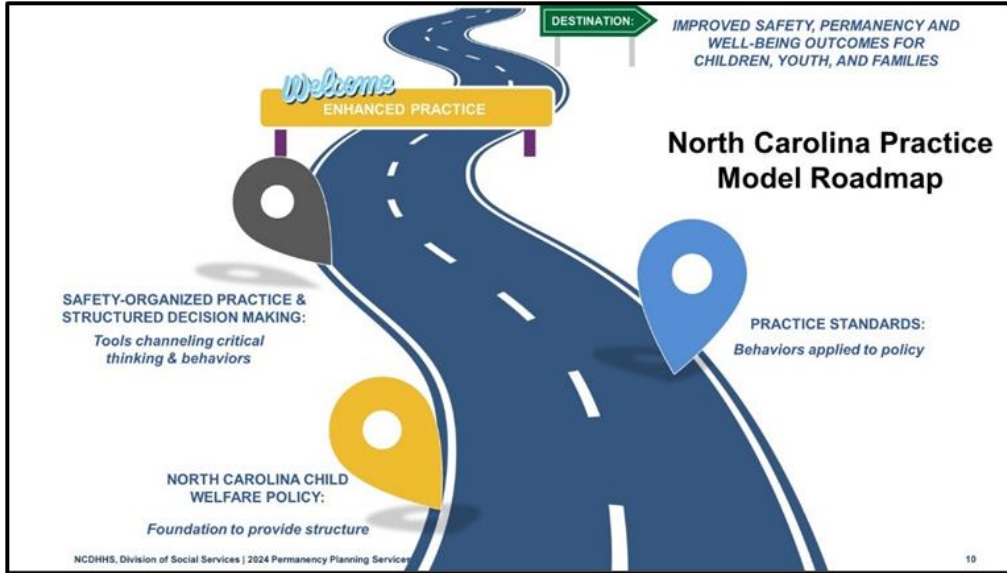 DESTINATION:
IMPROVED SAFETY, PERMANENCY AND
WELL-BEING OUTCOMES FOR
CHILDREN, YOUTH, AND FAMILIES
Welcome
ENHANCED PRACTICE
North Carolina Practice
Model Roadmap
SAFETY-ORGANIZED PRACTICE &
STRUCTURED DECISION MAKING:
Tools channeling critical
thinking & behaviors
PRACTICE STANDARDS:
Behaviors applied to policy
NORTH CAROLINA CHILD
WELFARE POLICY:
Foundation to provide structure
NCDHHS, Division of Social Services | 2024 Permanency Planning Services
10